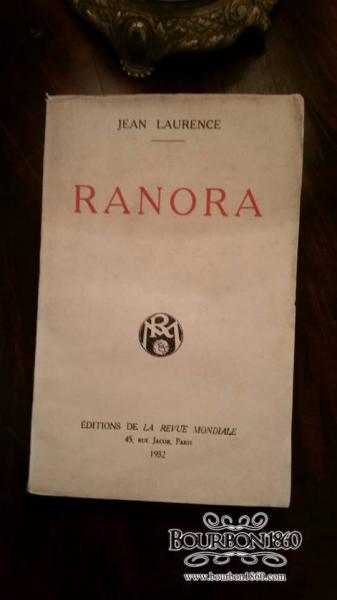 JEAN LAURENCE
RANORA
RM
ÉDITIONS DE LA REVUE MONDIALE
45, RUE JACOB, PARIS
1932
BOURBON1860
www.bourbon1860.com